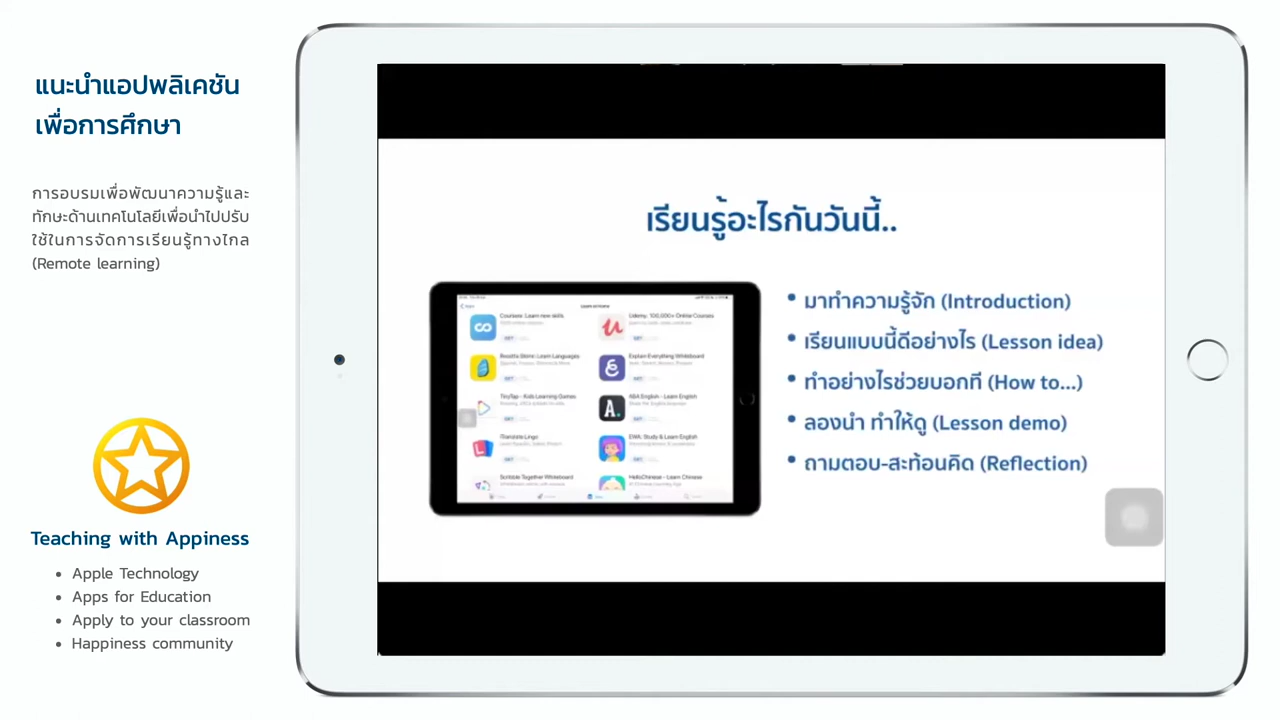 แนะนำแอปพลิเคชัน
เพื่อการศึกษา
การอบรมเพื่อพัฒนาความรู้และ
ทักษะด้านเทคโนโลยีเพื่อนำไปปรับ
ใช้ในการจัดการเรียนรู้ทางไกล
(Remote learning)
Teaching with Appiness
• Apple Technology
• Apps for Education
• Apply to your classroom
• Happiness community
เรียนรู้อะไรกันวันนี้..
Coursera: Learn new skills
GET
Udemy: 100,000+ Online Courses
GET
Rosetta Stone: Learn Languages
GET
Explain Everything Whiteboard
GET
TinyTap - Kids Learning Games
GET
ABA English - Learn English
GET
iTranslate Lingo
GET
EWA: Study & Learn English
GET
Scribble Together Whiteboard
HelloChinese - Learn Chinese
• มาทำความรู้จัก (Introduction)
• เรียนแบบนี้ดีอย่างไร (Lesson idea)
• ทำอย่างไรช่วยบอกที (How to...)
• ลองนำ ทำให้ดู (Lesson demo)
• ถามตอบ-สะท้อนคิด (Reflection)